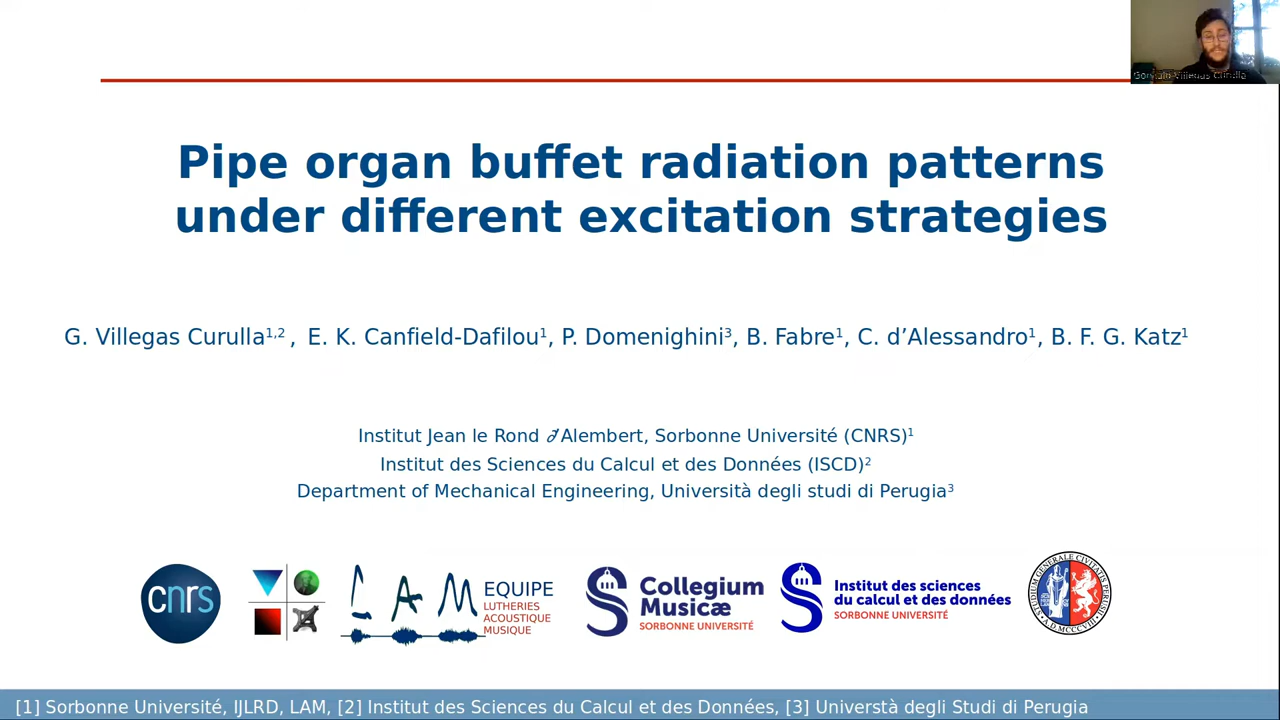 Pipe organ buffet radiation patterns
under different excitation strategies
G. Villegas Curulla1,2 , E. K. Canfield-Dafilou1, P. Domenighini3, B. Fabre1, C. d’Alessandro1, B. F. G. Katz1
Institut Jean le Rond d'Alembert, Sorbonne Université (CNRS)1
Institut des Sciences du Calcul et des Données (ISCD)2
Department of Mechanical Engineering, Università degli studi di Perugia3
cnrs
LAM
EQUIPE
LUTHERIES
ACOUSTIQUE
MUSIQUE
Collegium
Musicæ
SORBONNE UNIVERSITÉ
Institut des sciences
du calcul et des données
SORBONNE UNIVERSITÉ
[1] Sorbonne Université, IJLRD, LAM, [2] Institut des Sciences du Calcul et des Données, [3] Universtà degli Studi di Perugia